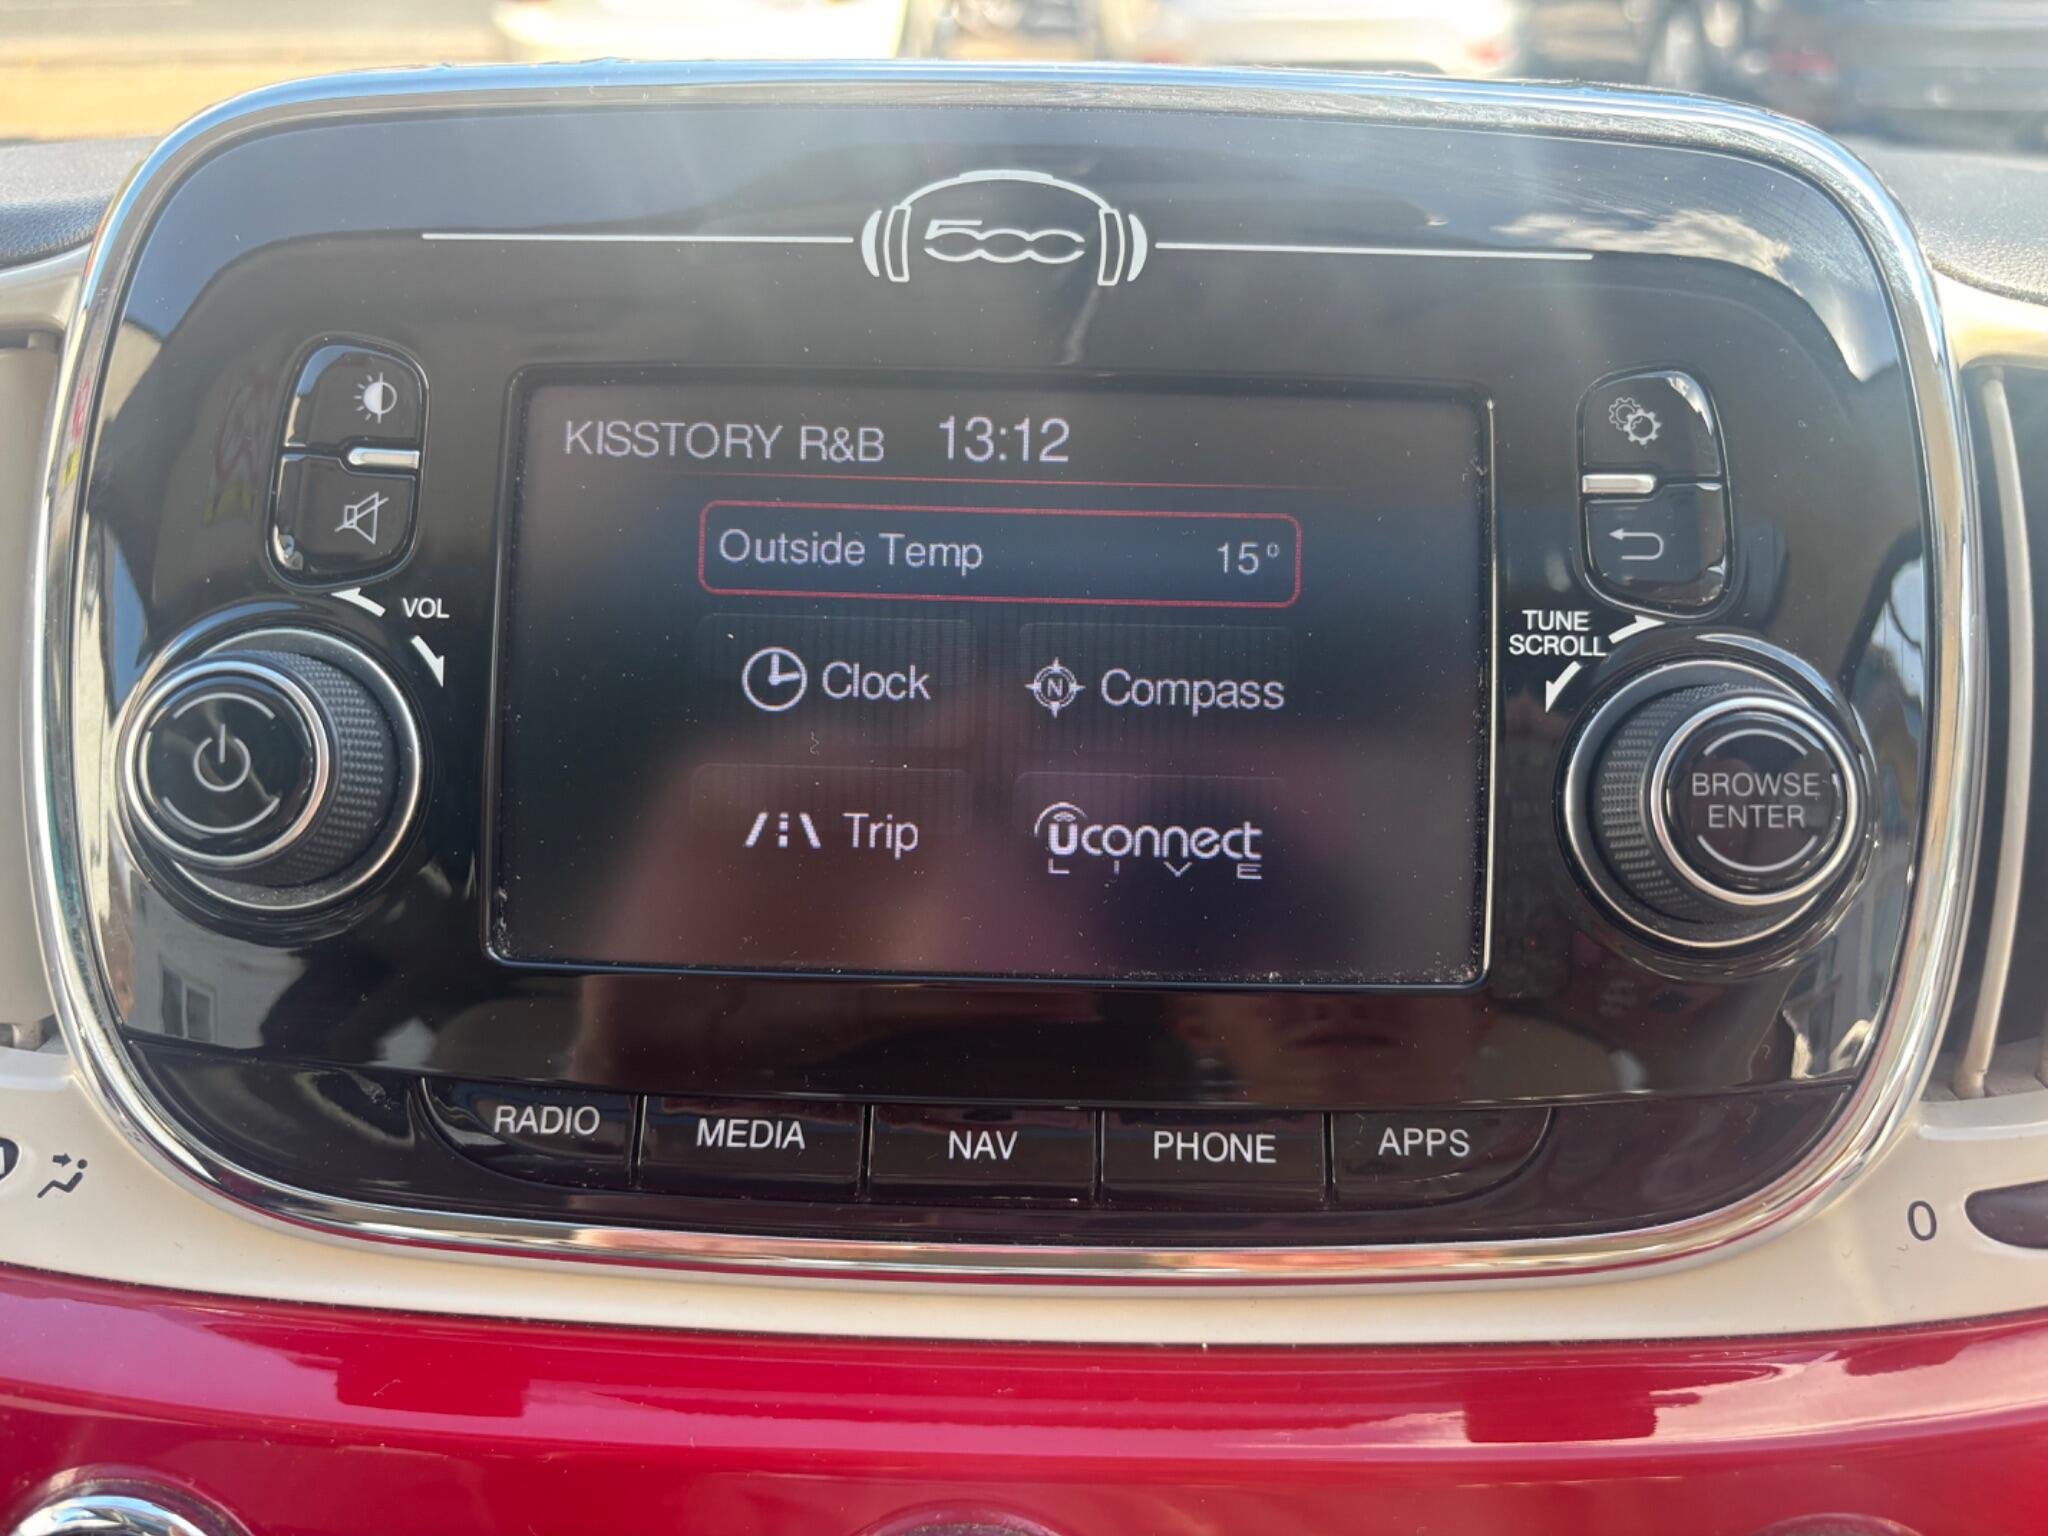 500
KISSTORY R&B 13:12
Outside Temp 15°
VOL
TUNE
SCROLL
Clock
N Compass
BROWSE
ENTER
Trip
uconnect
LIVE
RADIO MEDIA NAV PHONE APPS
0